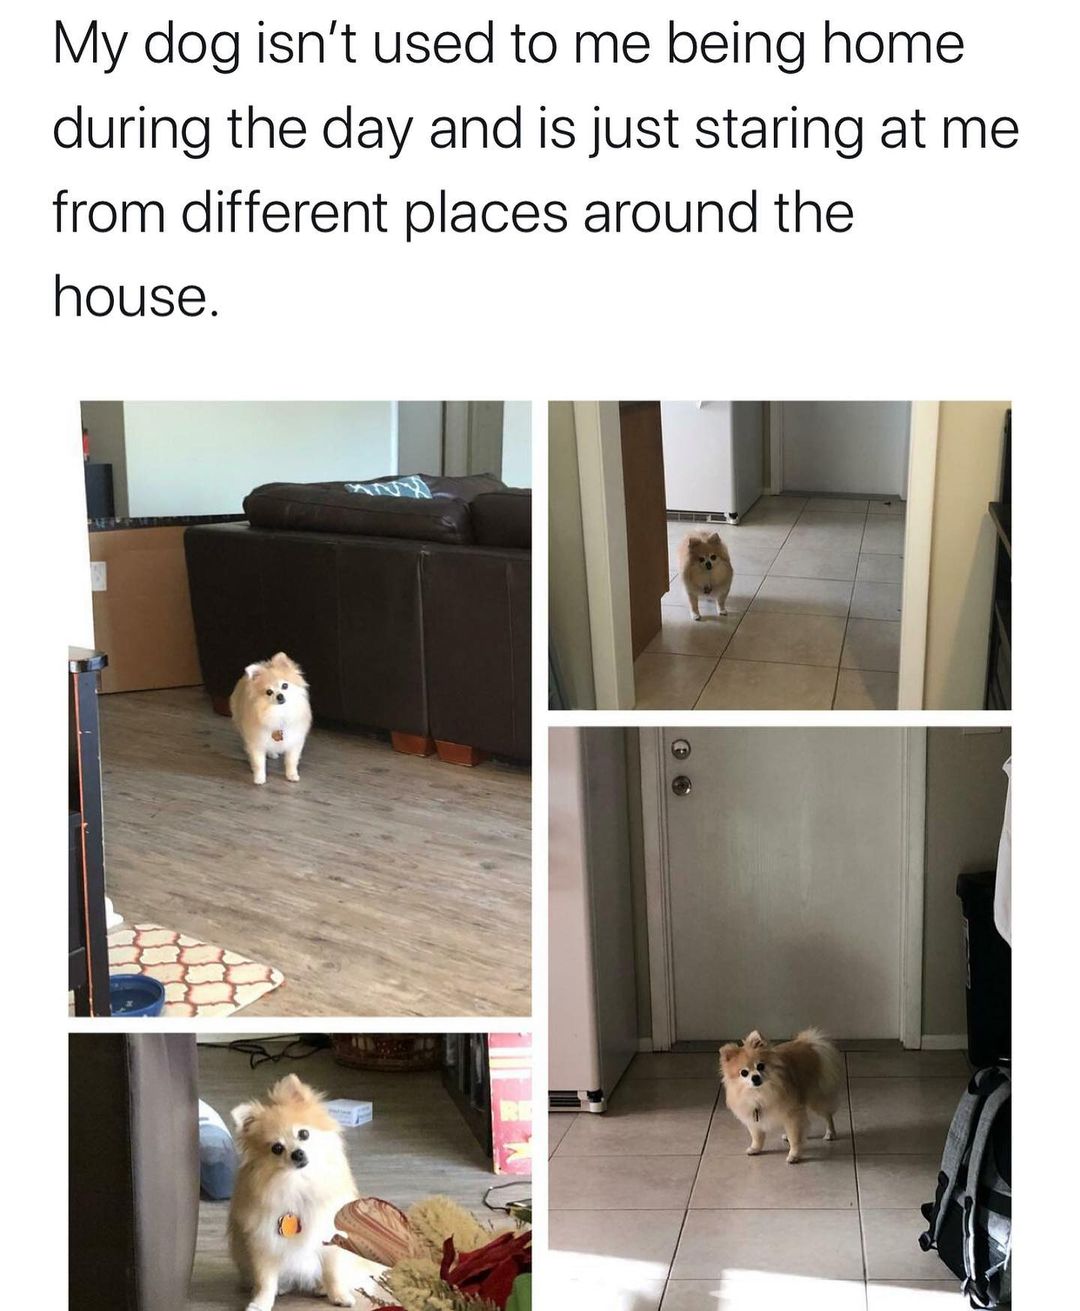 My dog isn’t used to me being home
during the day and is just staring at me
from different places around the
house.